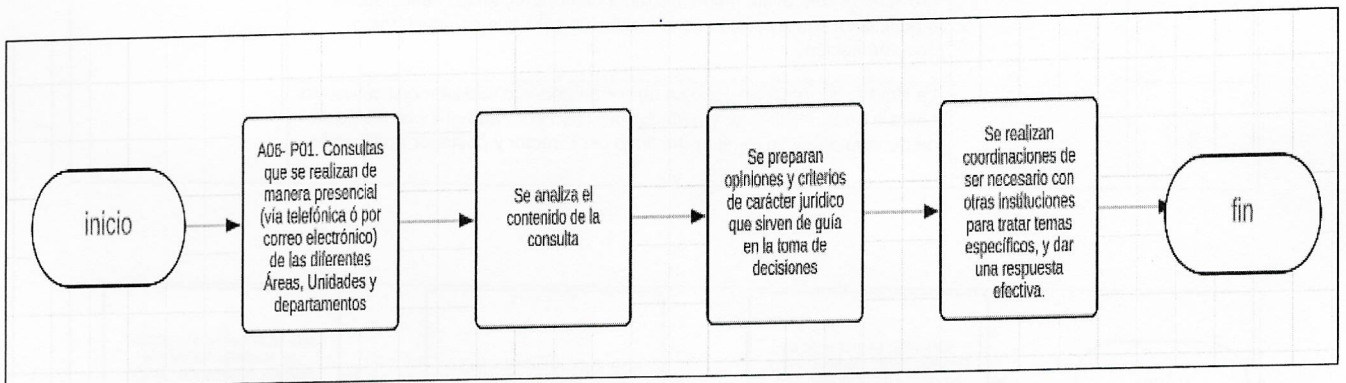 inicio
A06- P01. Consultas
que se realizan de
manera presencial
(vía telefónica ó por
correo electrónico)
de las diferentes
Áreas, Unidades y
departamentos
Se analiza el
contenido de la
consulta
Se preparan
opiniones y criterios
de carácter jurídico
que sirven de guía
en la toma de
decisiones
Se realizan
coordinaciones de
ser necesario con
otras instituciones
para tratar temas
específicos, y dar
una respuesta
efectiva.
fin